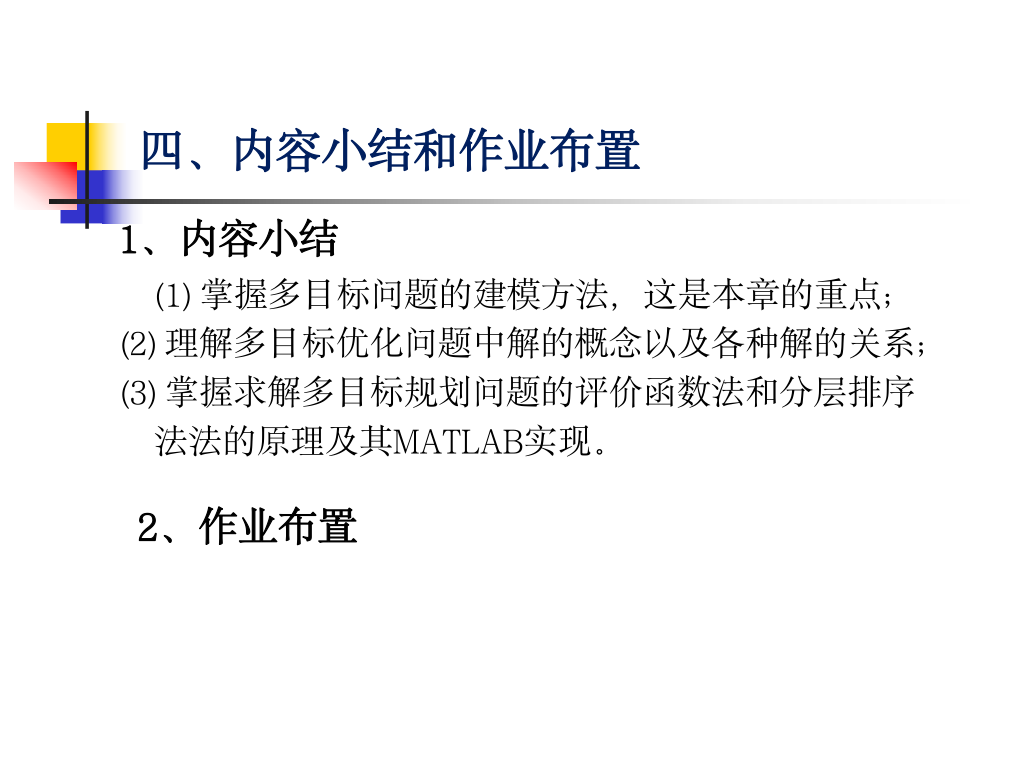 四、内容小结和作业布置
1、内容小结
(1) 掌握多目标问题的建模方法，这是本章的重点；
(2) 理解多目标优化问题中解的概念以及各种解的关系；
(3) 掌握求解多目标规划问题的评价函数法和分层排序
法法的原理及其MATLAB实现。
2、作业布置